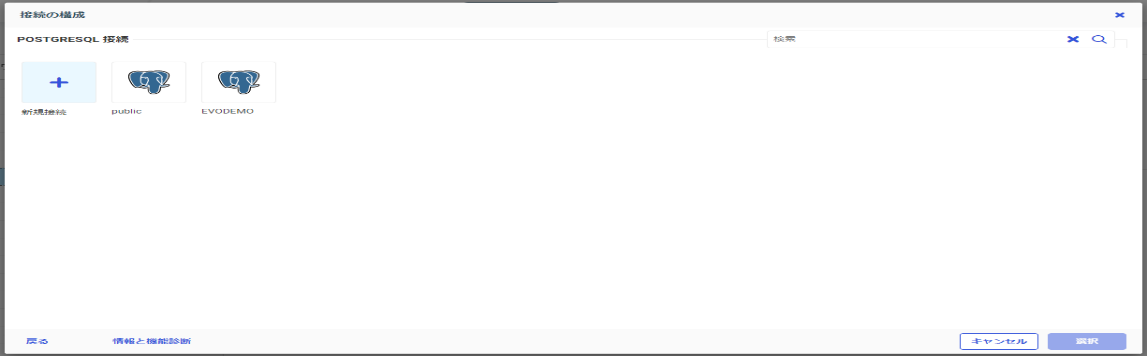 接続の構成
POSTGRESQL 接続
検索
新規接続
public
EVODEMO
戻る
情報と機能診断
キャンセル
選択